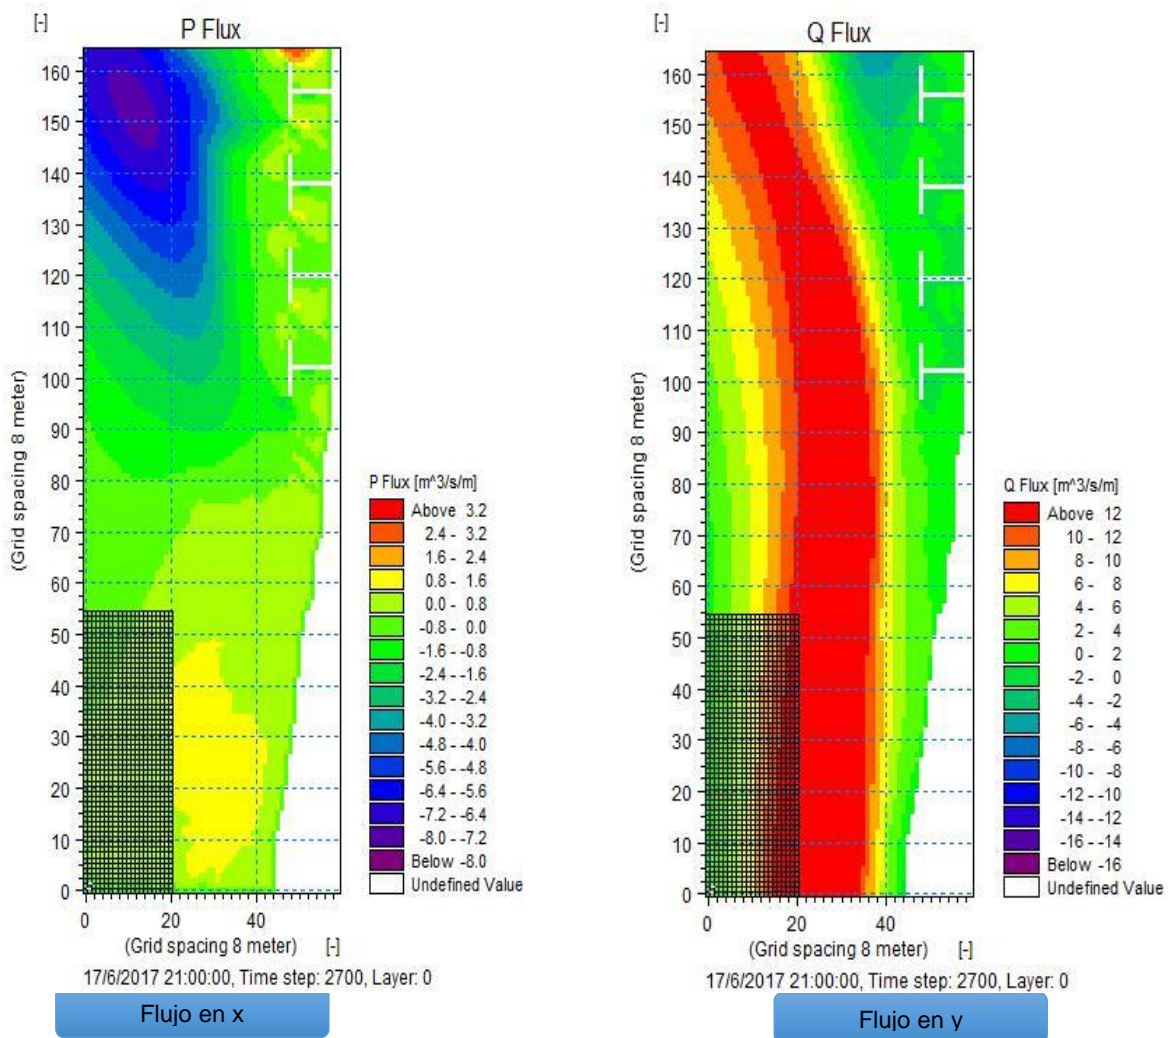 [-]
P Flux
160
150
140
130
120
110
100
90
80
70
60
50
40
30
20
10
0
(Grid spacing 8 meter)
0 20 40
(Grid spacing 8 meter) [-]
17/6/2017 21:00:00, Time step: 2700, Layer: 0
P Flux [m^3/s/m]
Above 3.2
2.4 - 3.2
1.6 - 2.4
0.8 - 1.6
0.0 - 0.8
-0.8 - 0.0
-1.6 - -0.8
-2.4 - -1.6
-3.2 - -2.4
-4.0 - -3.2
-4.8 - -4.0
-5.6 - -4.8
-6.4 - -5.6
-7.2 - -6.4
-8.0 - -7.2
Below -8.0
Undefined Value
Flujo en x
[-]
Q Flux
160
150
140
130
120
110
100
90
80
70
60
50
40
30
20
10
0
(Grid spacing 8 meter)
0 20 40
(Grid spacing 8 meter) [-]
17/6/2017 21:00:00, Time step: 2700, Layer: 0
Q Flux [m^3/s/m]
Above 12
10 - 12
8 - 10
6 - 8
4 - 6
2 - 4
0 - 2
-2 - 0
-4 - -2
-6 - -4
-8 - -6
-10 - -8
-12 - -10
-14 - -12
-16 - -14
Below -16
Undefined Value
Flujo en y